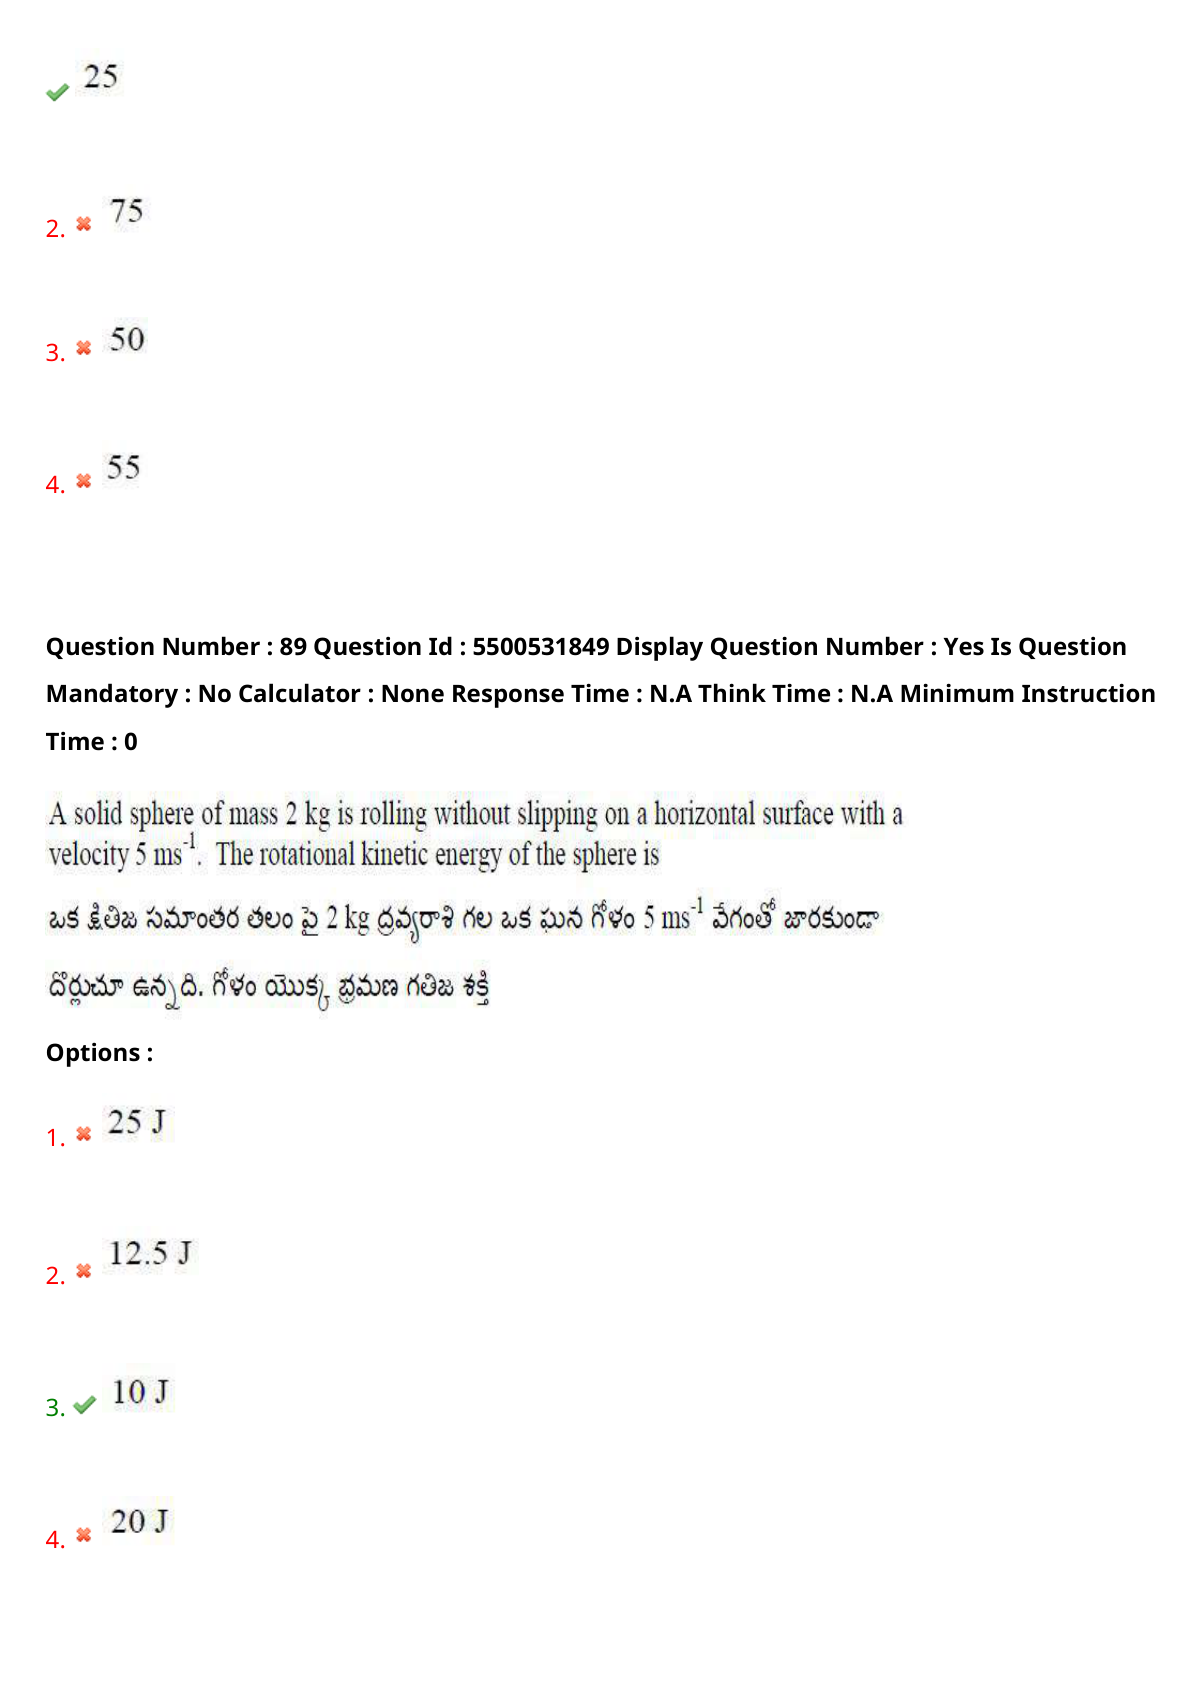 25
2. 75
3. 50
4. 55
Question Number : 89 Question Id : 5500531849 Display Question Number : Yes Is Question
Mandatory : No Calculator : None Response Time : N.A Think Time : N.A Minimum Instruction
Time : 0
A solid sphere of mass 2 kg is rolling without slipping on a horizontal surface with a
velocity 5 ms⁻¹. The rotational kinetic energy of the sphere is
ఒక క్షితిజ సమాంతర తలం పై 2 kg ద్రవ్యరాశి గల ఒక ఘన గోళం 5 ms⁻¹ వేగంతో జారకుండా
దొర్లుచూ ఉన్నది. గోళం యొక్క భ్రమణ గతిజ శక్తి
Options :
1. 25 J
2. 12.5 J
3. 10 J
4. 20 J